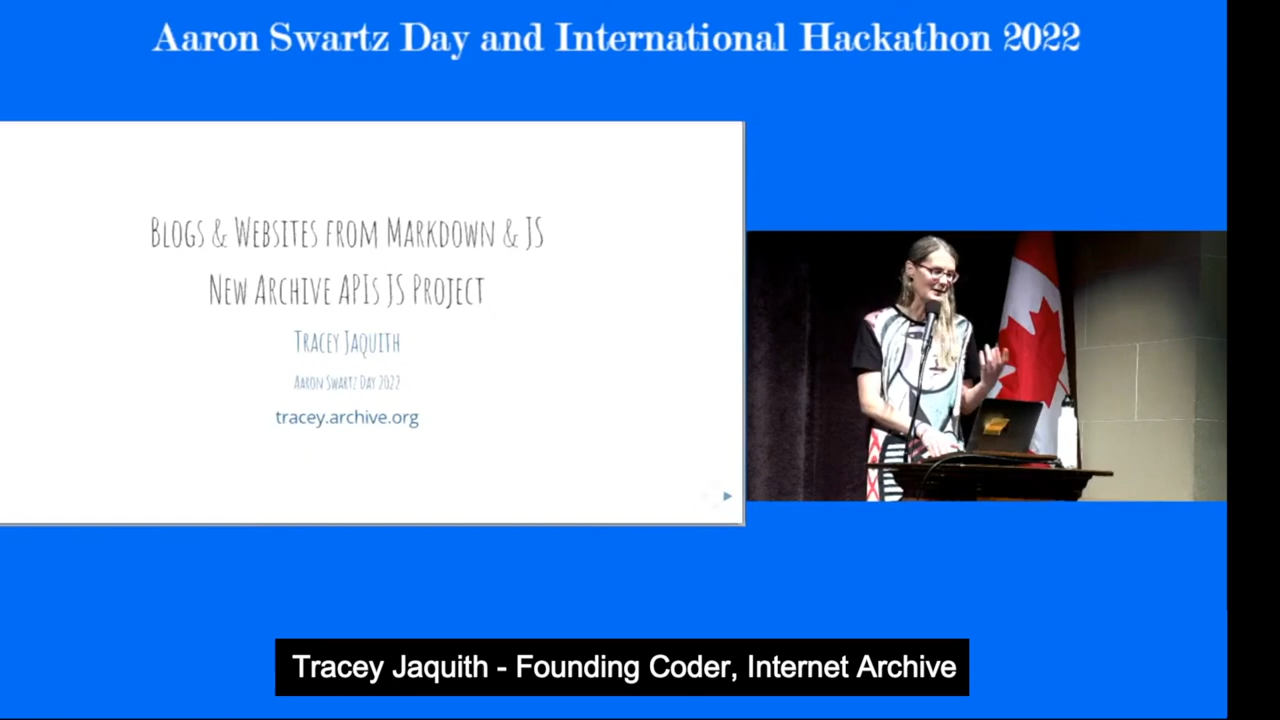 Aaron Swartz Day and International Hackathon 2022
Blogs & Websites from Markdown & JS
New Archive APIs JS Project
Tracey Jaquith
Aaron Swartz Day 2022
tracey.archive.org
Tracey Jaquith - Founding Coder, Internet Archive